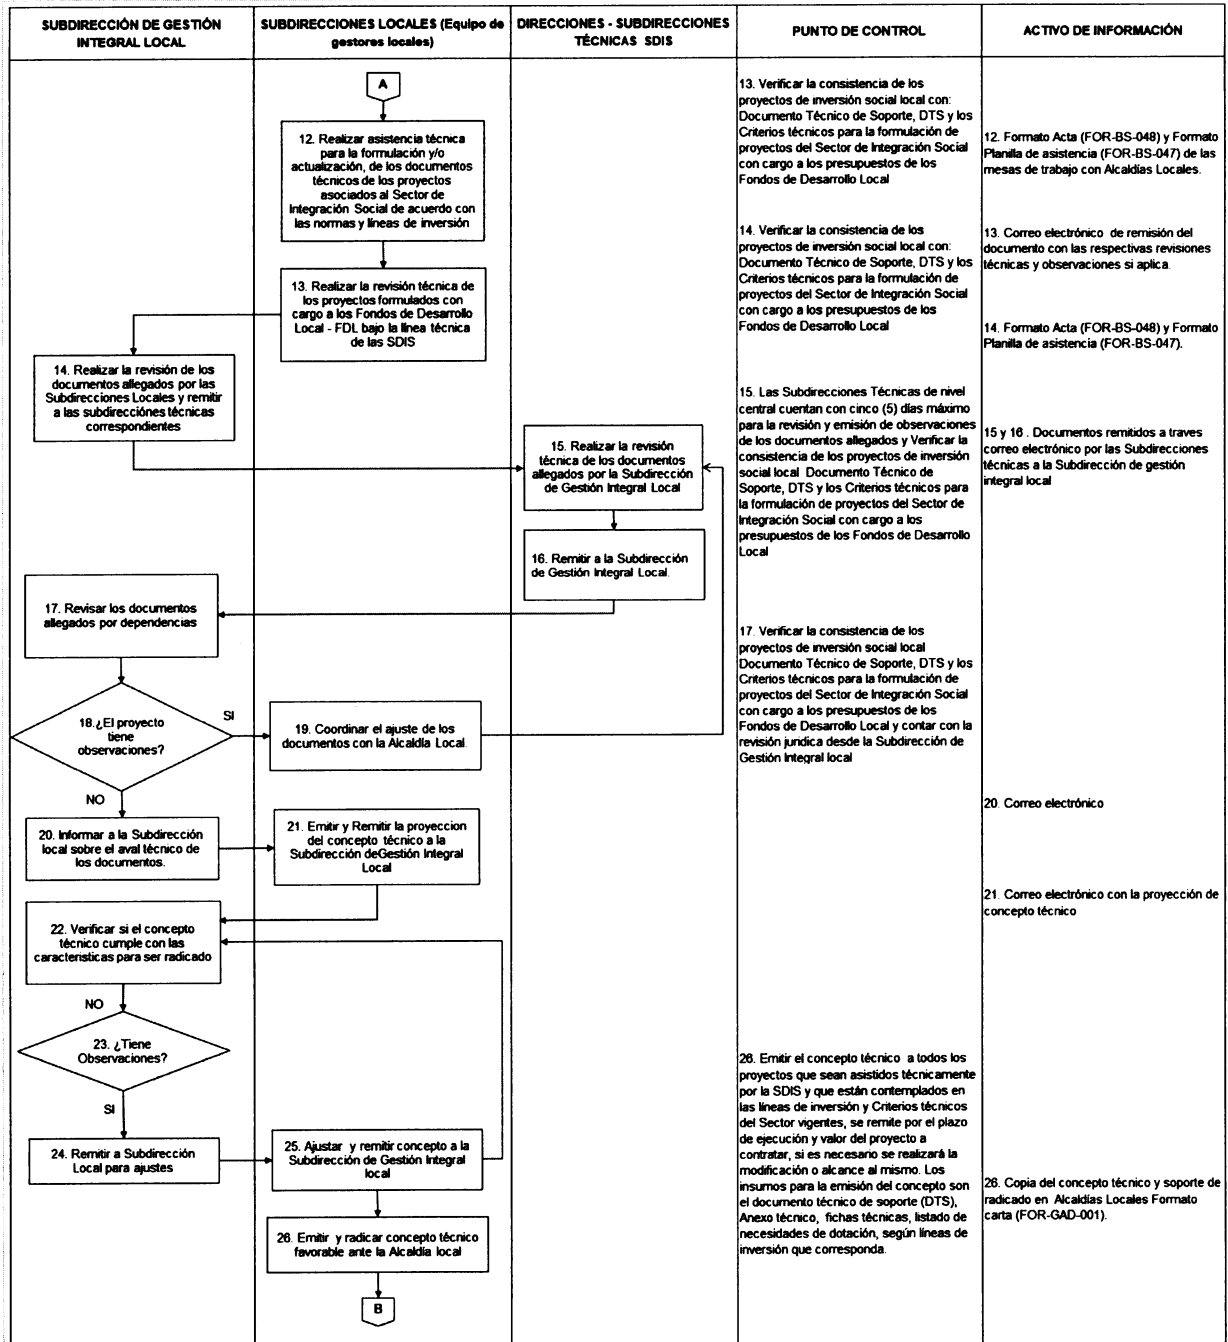 SUBDIRECCIÓN DE GESTIÓN
INTEGRAL LOCAL
SUBDIRECCIONES LOCALES (Equipo de
gestores locales)
DIRECCIONES - SUBDIRECCIONES
TÉCNICAS SDIS
PUNTO DE CONTROL
ACTIVO DE INFORMACIÓN
A
12. Realizar asistencia técnica
para la formulación y/o
actualización, de los documentos
técnicos de los proyectos
asociados al Sector de
Integración Social de acuerdo con
las normas y líneas de inversión
13. Realizar la revisión técnica de
los proyectos formulados con
cargo a los Fondos de Desarrollo
Local - FDL bajo la línea técnica
de las SDIS
14. Realizar la revisión de los
documentos allegados por las
Subdirecciones Locales y remitir
a las subdirecciónes técnicas
correspondientes
15. Realizar la revisión
técnica de los documentos
allegados por la Subdirección
de Gestión Integral Local
16. Remitir a la Subdirección
de Gestión Integral Local.
17. Revisar los documentos
allegados por dependencias
18.¿El proyecto
tiene
observaciones?
SI
19. Coordinar el ajuste de los
documentos con la Alcaldía Local.
NO
20. Informar a la Subdirección
local sobre el aval técnico de
los documentos.
21. Emitir y Remitir la proyeccion
del concepto técnico a la
Subdirección deGestión Integral
Local
22. Verificar si el concepto
técnico cumple con las
caracteristicas para ser radicado
NO
23. ¿Tiene
Observaciones?
SI
24. Remitir a Subdirección
Local para ajustes
25. Ajustar y remitir concepto a la
Subdirección de Gestión Integral
local
26. Emitir y radicar concepto técnico
favorable ante la Alcaldia local
B
13. Verificar la consistencia de los
proyectos de inversión social local con:
Documento Técnico de Soporte, DTS y los
Criterios técnicos para la formulación de
proyectos del Sector de Integración Social
con cargo a los presupuestos de los
Fondos de Desarrollo Local
14. Verificar la consistencia de los
proyectos de inversión social local con:
Documento Técnico de Soporte, DTS y los
Criterios técnicos para la formulación de
proyectos del Sector de Integración Social
con cargo a los presupuestos de los
Fondos de Desarrollo Local
15. Las Subdirecciones Técnicas de nivel
central cuentan con cinco (5) días máximo
para la revisión y emisión de observaciones
de los documentos allegados y Verificar la
consistencia de los proyectos de inversión
social local Documento Técnico de
Soporte, DTS y los Criterios técnicos para
la formulación de proyectos del Sector de
Integración Social con cargo a los
presupuestos de los Fondos de Desarrollo
Local
17. Verificar la consistencia de los
proyectos de inversión social local
Documento Técnico de Soporte, DTS y los
Criterios técnicos para la formulación de
proyectos del Sector de Integración Social
con cargo a los presupuestos de los
Fondos de Desarrollo Local y contar con la
revisión juridica desde la Subdirección de
Gestión Integral local
26. Emitir el concepto técnico a todos los
proyectos que sean asistidos técnicamente
por la SDIS y que están contemplados en
las líneas de inversión y Criterios técnicos
del Sector vigentes, se remite por el plazo
de ejecución y valor del proyecto a
contratar, si es necesario se realizará la
modificación o alcance al mismo. Los
insumos para la emisión del concepto son
el documento técnico de soporte (DTS),
Anexo técnico, fichas técnicas, listado de
necesidades de dotación, según líneas de
inversión que corresponda.
12. Formato Acta (FOR-BS-048) y Formato
Planilla de asistencia (FOR-BS-047) de las
mesas de trabajo con Alcaldías Locales.
13. Correo electrónico de remisión del
documento con las respectivas revisiones
técnicas y observaciones si aplica.
14. Formato Acta (FOR-BS-048) y Formato
Planilla de asistencia (FOR-BS-047).
15 y 16 . Documentos remitidos a traves
correo electrónico por las Subdirecciones
técnicas a la Subdirección de gestión
integral local
20. Correo electrónico
21. Correo electrónico con la proyección de
concepto técnico
26. Copia del concepto técnico y soporte de
radicado en Alcaldías Locales Formato
carta (FOR-GAD-001).